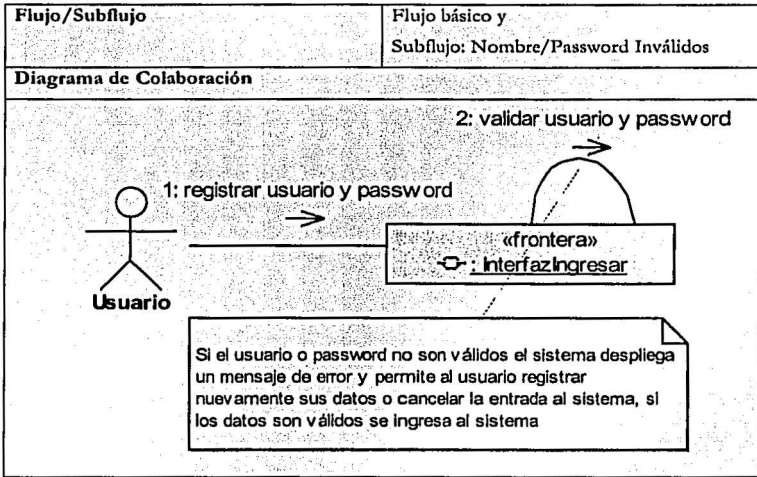 Flujo/Subflujo
Flujo básico y
Subflujo: Nombre/Password Inválidos
Diagrama de Colaboración
2: validar usuario y password
1: registrar usuario y password
«frontera»
: InterfazIngresar
Usuario
Si el usuario o password no son válidos el sistema despliega
un mensaje de error y permite al usuario registrar
nuevamente sus datos o cancelar la entrada al sistema, si
los datos son válidos se ingresa al sistema